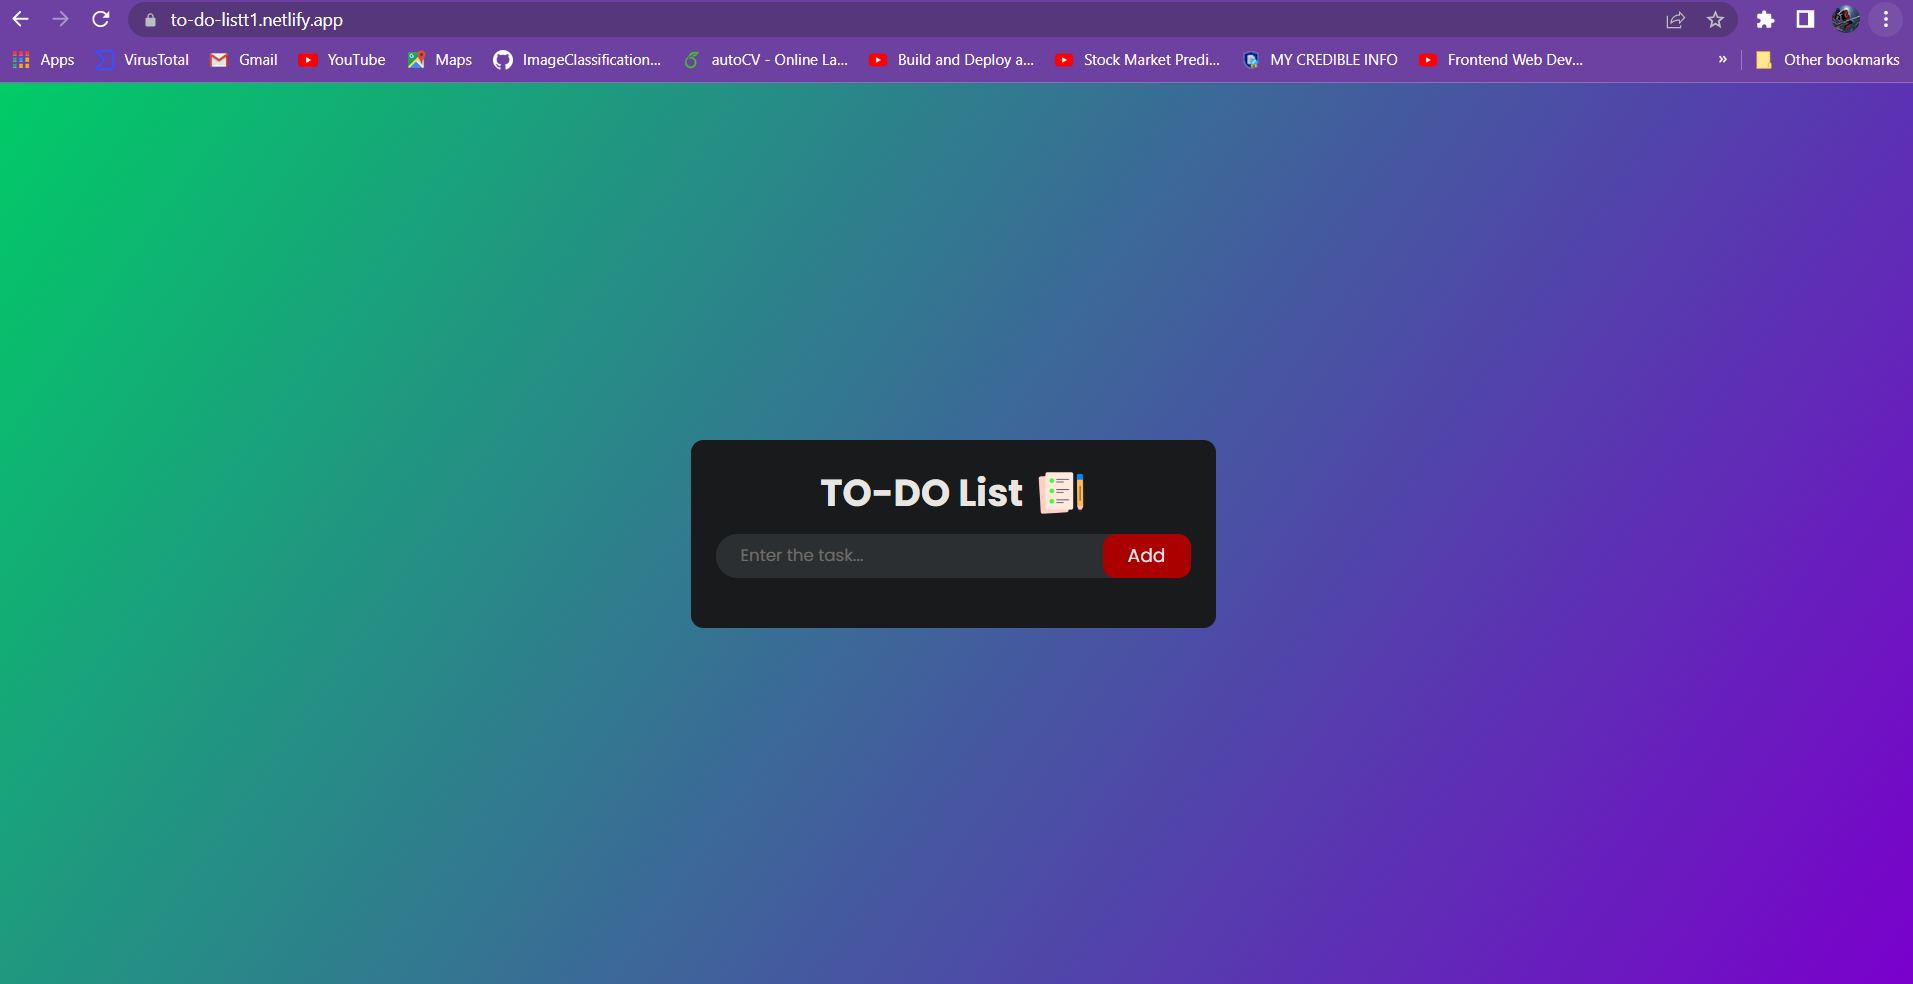 to-do-listt1.netlify.app
Apps VirusTotal Gmail YouTube Maps ImageClassification... autoCV - Online La... Build and Deploy a... Stock Market Predi... MY CREDIBLE INFO Frontend Web Dev... » Other bookmarks
TO-DO List
Enter the task... Add